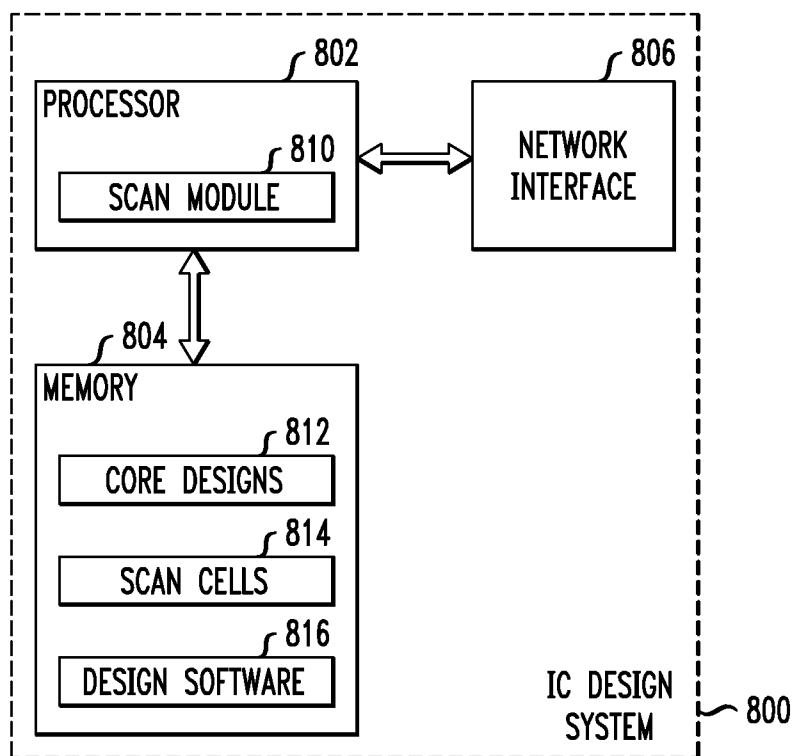 802
PROCESSOR
810
SCAN MODULE
806
NETWORK
INTERFACE
804
MEMORY
812
CORE DESIGNS
814
SCAN CELLS
816
DESIGN SOFTWARE
IC DESIGN
SYSTEM
800